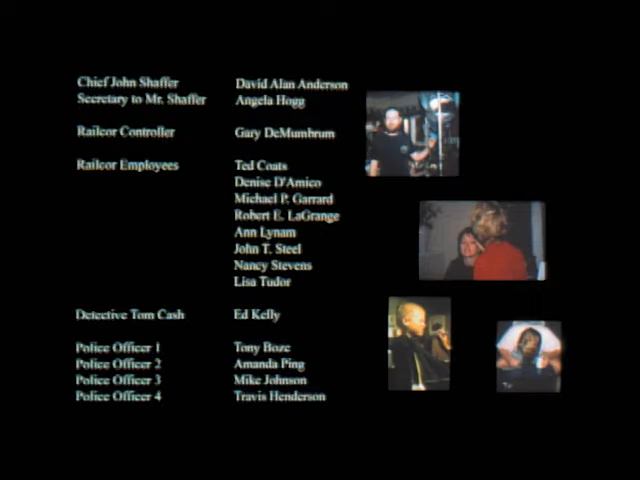 Chief John Shaffer David Alan Anderson
Secretary to Mr. Shaffer Angela Hogg
Railcor Controller Gary DeMumbrum
Railcor Employees Ted Coats
Denise D'Amico
Michael P. Garrard
Robert E. LaGrange
Ann Lynam
John T. Steel
Nancy Stevens
Lisa Tudor
Detective Tom Cash Ed Kelly
Police Officer 1 Tony Boze
Police Officer 2 Amanda Ping
Police Officer 3 Mike Johnson
Police Officer 4 Travis Henderson